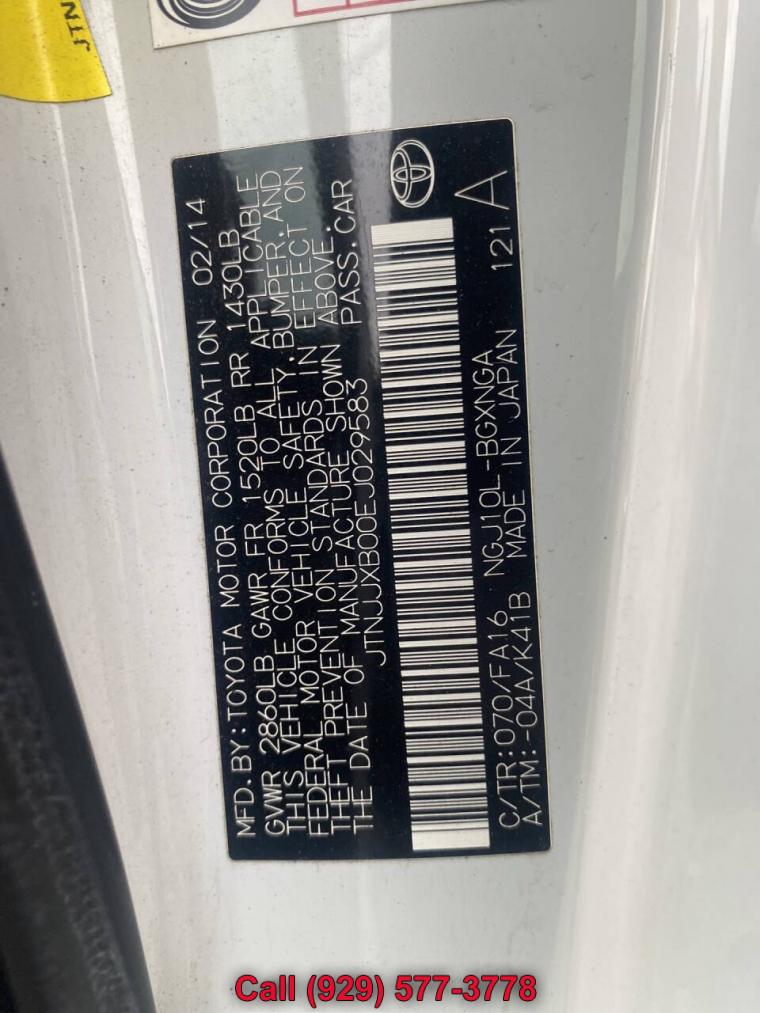 JTN
MFD.BY:TOYOTA MOTOR CORPORATION 02/14
GVWR 2860LB GAWR FR 1520LB RR 1430LB
THIS VEHICLE CONFORMS TO ALL APPLICABLE
FEDERAL MOTOR VEHICLE SAFETY,BUMPER,AND
THEFT PREVENTION STANDARDS IN EFFECT ON
THE DATE OF MANUFACTURE SHOWN ABOVE.
JTNJJXB00EJ029583 PASS.CAR
C/TR:070/FA16 NGJ10L-BGXNGA 121 A
A/TM:-04A/K41B MADE IN JAPAN
Call (929) 577-3778